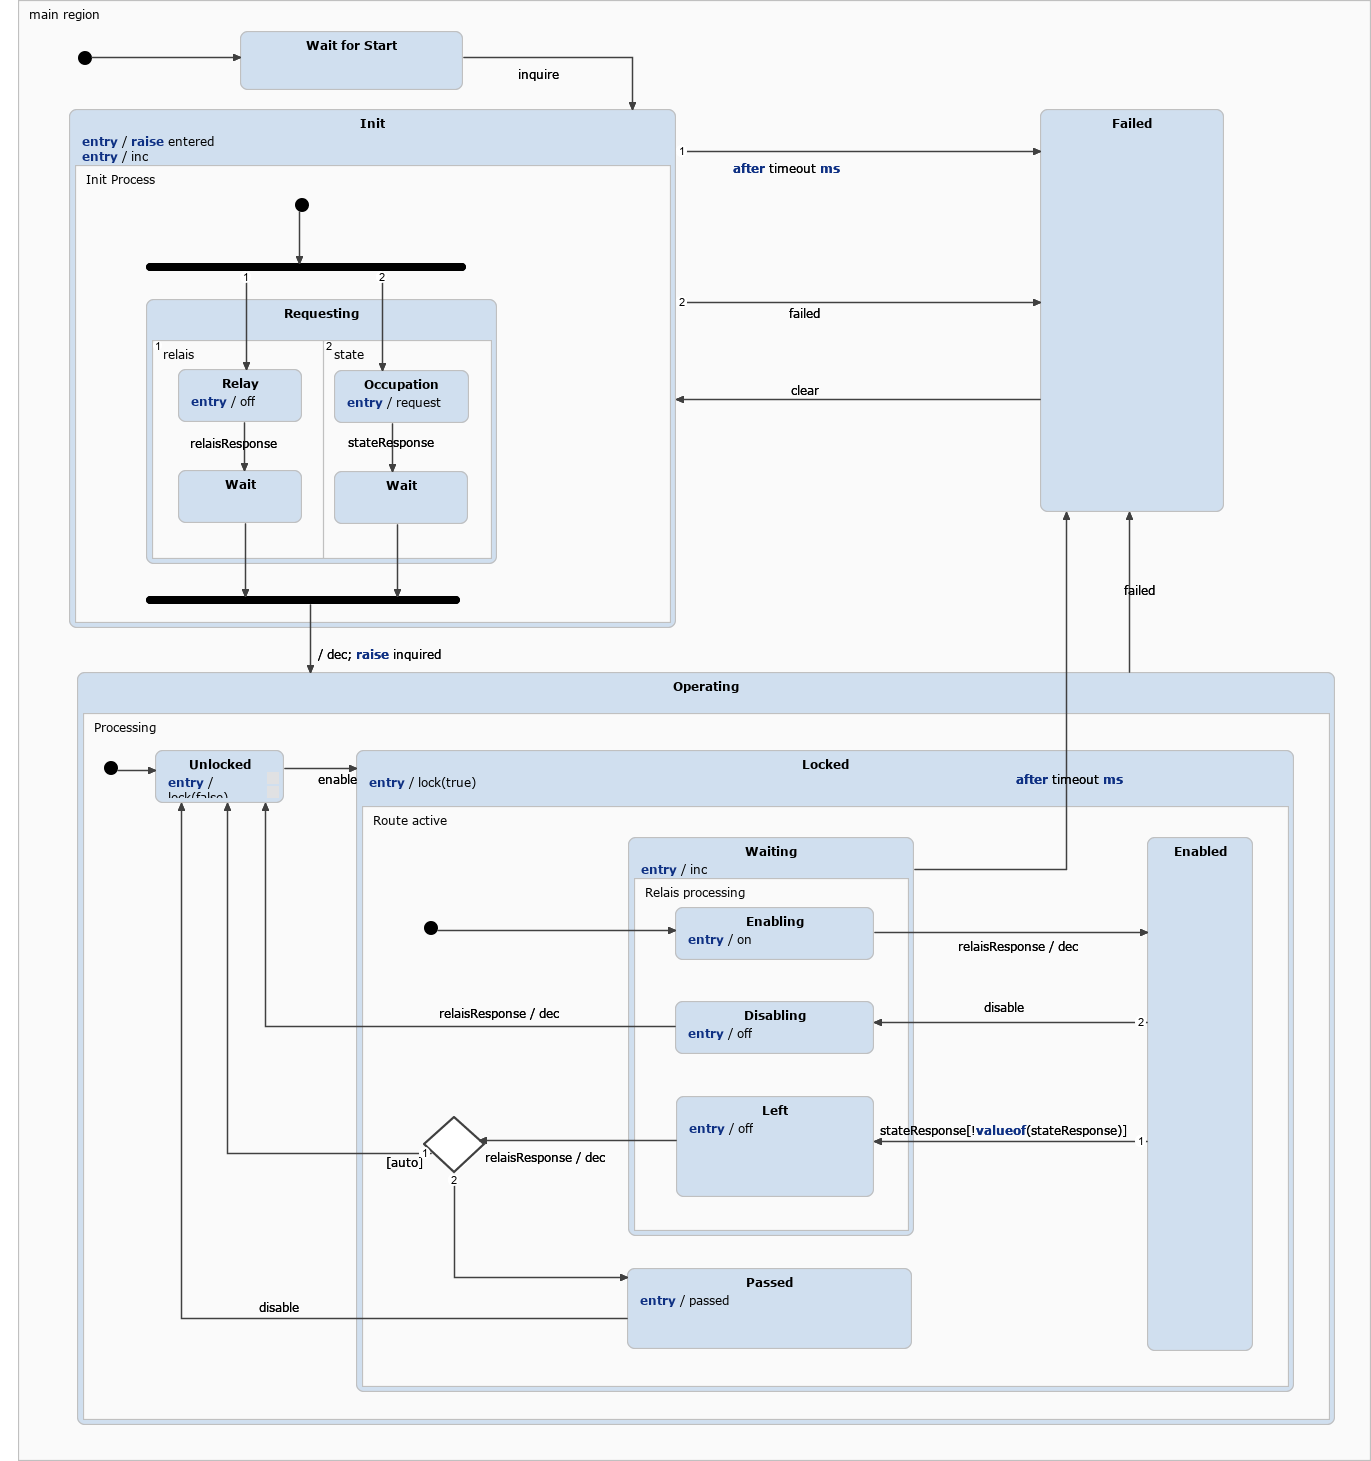 main region
Wait for Start
inquire
Init
entry / raise entered
entry / inc
Init Process
Failed
1
after timeout ms
2
failed
clear
1
2
Requesting
1
relais
2
state
Relay
entry / off
Occupation
entry / request
relaisResponse
stateResponse
Wait
Wait
failed
/ dec; raise inquired
Operating
Processing
Unlocked
entry /
lock(false)
enable
Locked
entry / lock(true)
after timeout ms
Route active
Waiting
entry / inc
Relais processing
Enabled
Enabling
entry / on
relaisResponse / dec
Disabling
entry / off
relaisResponse / dec
disable
2
Left
entry / off
stateResponse[!valueof(stateResponse)]
1
relaisResponse / dec
[auto]
1
2
Passed
entry / passed
disable